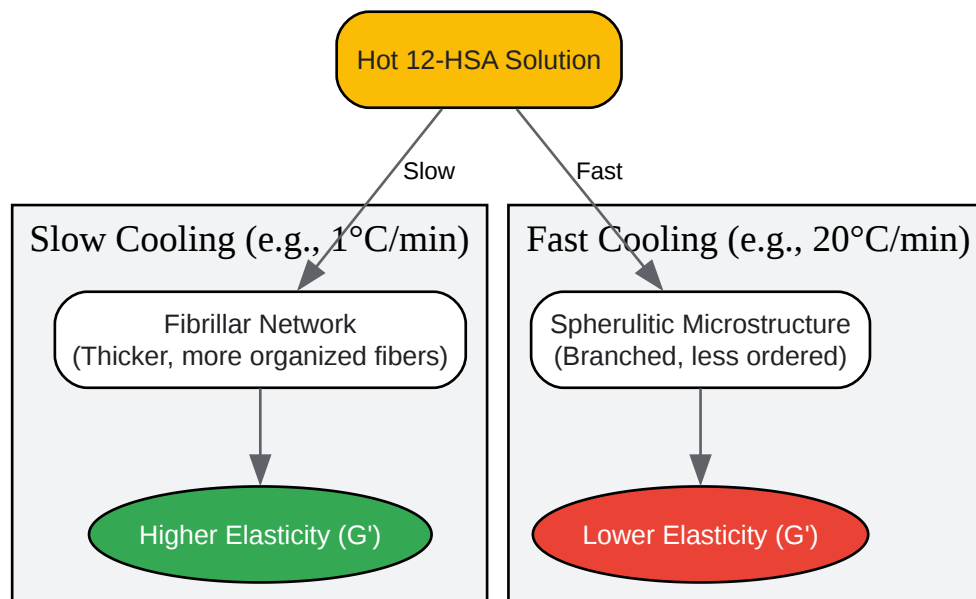 Hot 12-HSA Solution
Slow
Fast
Slow Cooling (e.g., 1°C/min)
Fibrillar Network
(Thicker, more organized fibers)
Higher Elasticity (G')
Fast Cooling (e.g., 20°C/min)
Spherulitic Microstructure
(Branched, less ordered)
Lower Elasticity (G')